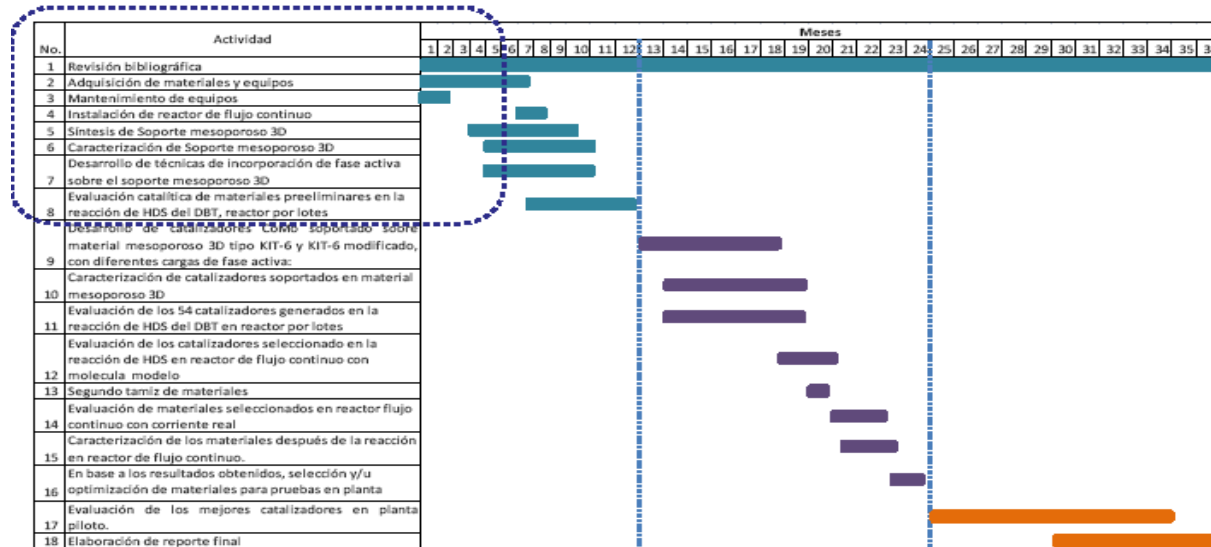 Meses
No. Actividad 1 2 3 4 5 6 7 8 9 10 11 12 13 14 15 16 17 18 19 20 21 22 23 24 25 26 27 28 29 30 31 32 33 34 35
1 Revisión bibliográfica
2 Adquisición de materiales y equipos
3 Mantenimiento de equipos
4 Instalación de reactor de flujo continuo
5 Síntesis de Soporte mesoporoso 3D
6 Caracterización de Soporte mesoporoso 3D
Desarrollo de técnicas de incorporación de fase activa
7 sobre el soporte mesoporoso 3D
Evaluación catalítica de materiales preeliminares en la
8 reacción de HDS del DBT, reactor por lotes
Desarrollo de catalizadores CoMo soportado sobre
material mesoporoso 3D tipo KIT-6 y KIT-6 modificado,
9 con diferentes cargas de fase activa:
Caracterización de catalizadores soportados en material
10 mesoporoso 3D
Evaluación de los 54 catalizadores generados en la
11 reacción de HDS del DBT en reactor por lotes
Evaluación de los catalizadores seleccionado en la
reacción de HDS en reactor de flujo continuo con
12 molecula modelo
13 Segundo tamiz de materiales
Evaluación de materiales seleccionados en reactor flujo
14 continuo con corriente real
Caracterización de los materiales después de la reacción
15 en reactor de flujo continuo.
En base a los resultados obtenidos, selección y/u
16 optimización de materiales para pruebas en planta
Evaluación de los mejores catalizadores en planta
17 piloto.
18 Elaboración de reporte final